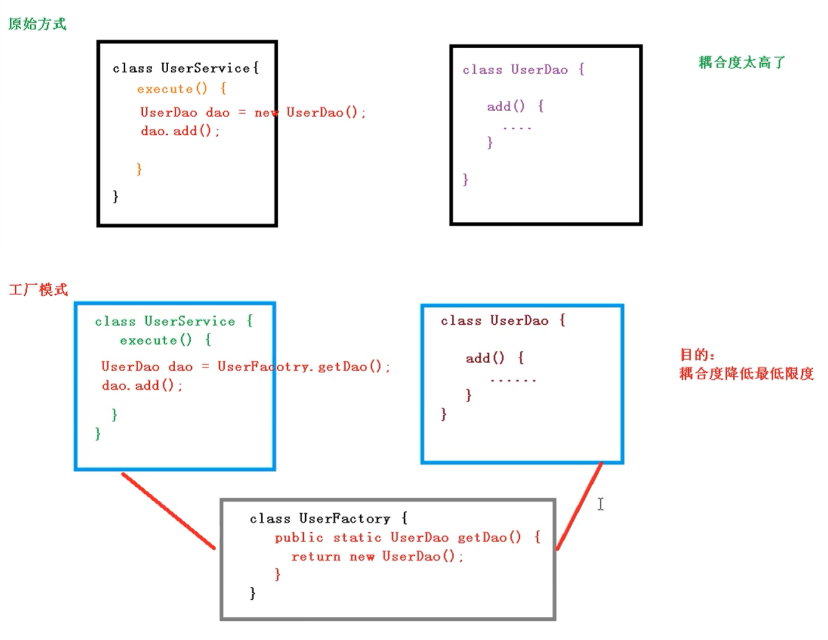 原始方式
class UserService{
execute() {
UserDao dao = new UserDao();
dao.add();
}
}
class UserDao {
add() {
....
}
}
耦合度太高了
工厂模式
class UserService {
execute() {
UserDao dao = UserFacotry.getDao();
dao.add();
}
}
class UserDao {
add() {
......
}
}
目的：
耦合度降低最低限度
class UserFactory {
public static UserDao getDao() {
return new UserDao();
}
}